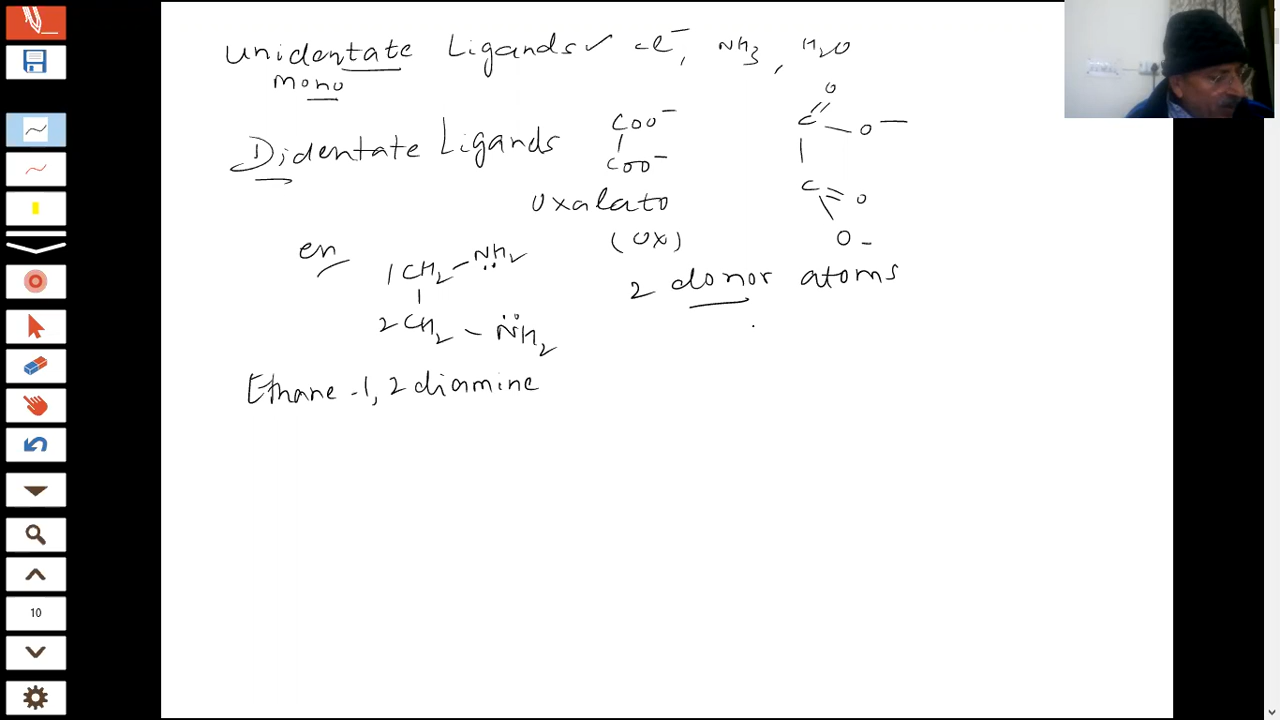 Unidentate Ligands ✓ Cl⁻, NH₃, H₂O
mono
Didentate Ligands COO⁻
COO⁻
Oxalato
(OX)
O
C — O —
C = O
O −
2 donor atoms
en
1CH₂ – NH₂
2CH₂ – NH₂
Ethane -1, 2 diamine
10